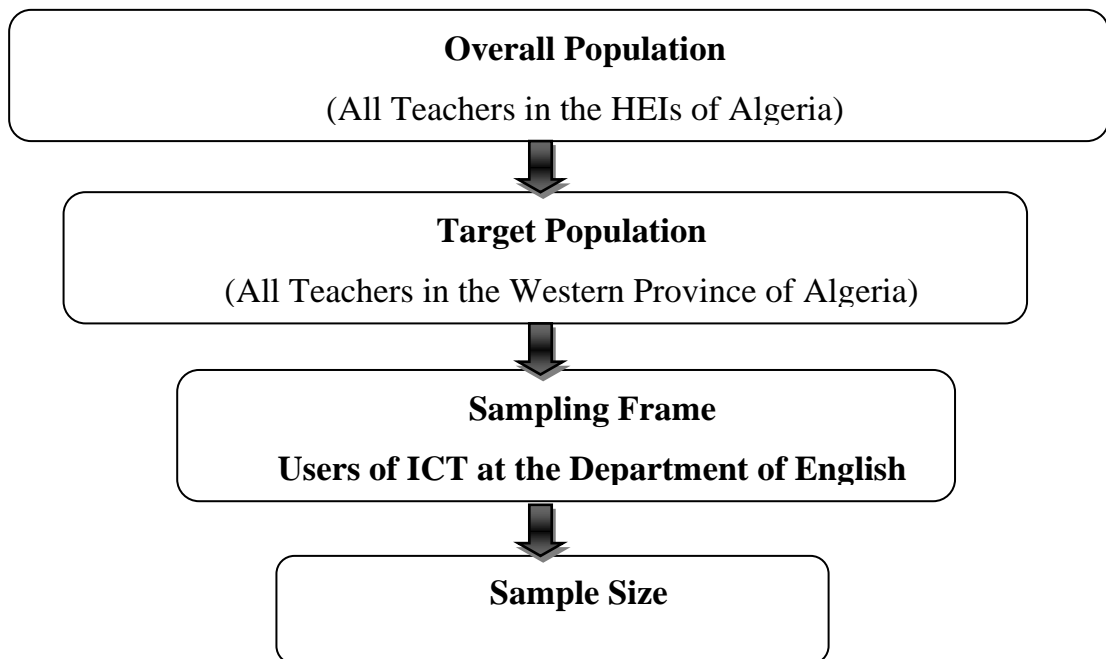 Overall Population
(All Teachers in the HEIs of Algeria)
Target Population
(All Teachers in the Western Province of Algeria)
Sampling Frame
Users of ICT at the Department of English
Sample Size